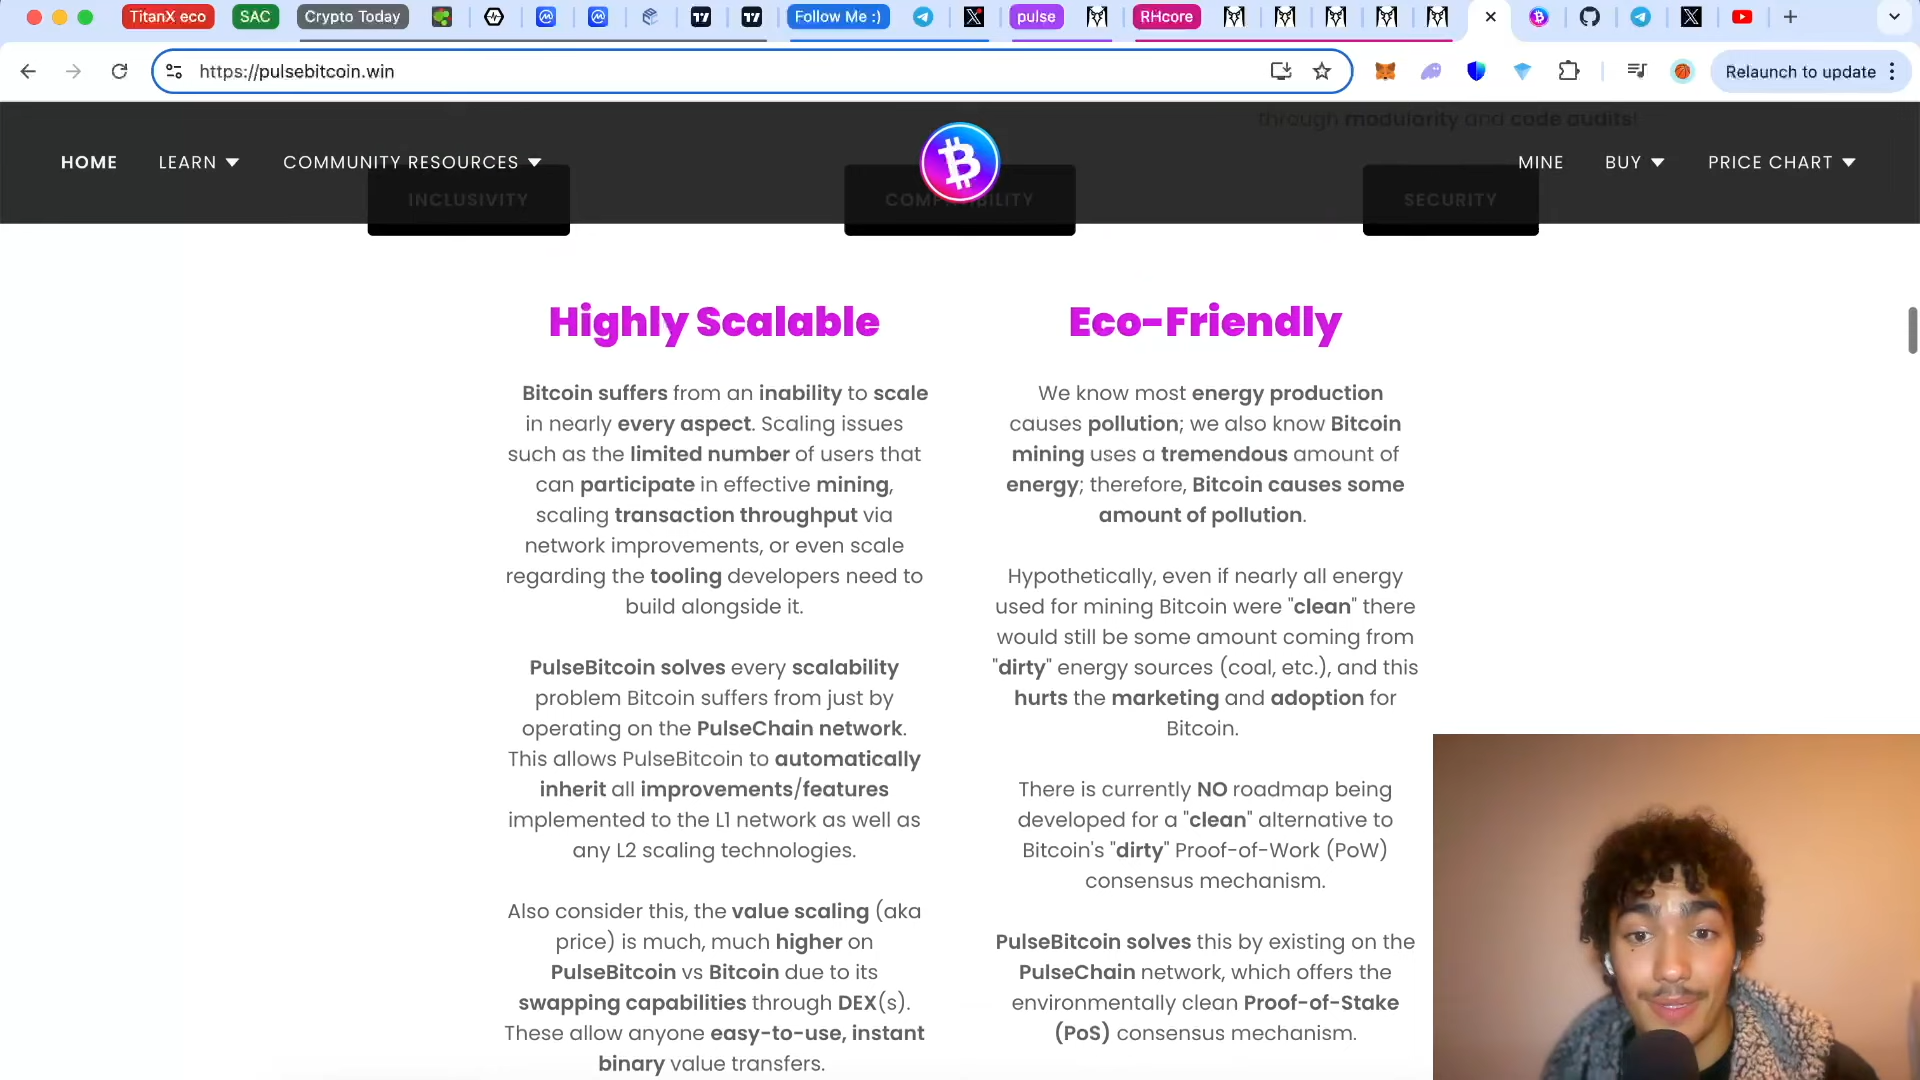 TitanX eco
SAC
Crypto Today
Follow Me :)
pulse
RHcore
https://pulsebitcoin.win
Relaunch to update
through modularity and code audits!
HOME
LEARN
COMMUNITY RESOURCES
MINE
BUY
PRICE CHART
INCLUSIVITY
COMPATIBILITY
SECURITY
Highly Scalable
Bitcoin suffers from an inability to scale
in nearly every aspect. Scaling issues
such as the limited number of users that
can participate in effective mining,
scaling transaction throughput via
network improvements, or even scale
regarding the tooling developers need to
build alongside it.
PulseBitcoin solves every scalability
problem Bitcoin suffers from just by
operating on the PulseChain network.
This allows PulseBitcoin to automatically
inherit all improvements/features
implemented to the L1 network as well as
any L2 scaling technologies.
Also consider this, the value scaling (aka
price) is much, much higher on
PulseBitcoin vs Bitcoin due to its
swapping capabilities through DEX(s).
These allow anyone easy-to-use, instant
binary value transfers.
Eco-Friendly
We know most energy production
causes pollution; we also know Bitcoin
mining uses a tremendous amount of
energy; therefore, Bitcoin causes some
amount of pollution.
Hypothetically, even if nearly all energy
used for mining Bitcoin were "clean" there
would still be some amount coming from
"dirty" energy sources (coal, etc.), and this
hurts the marketing and adoption for
Bitcoin.
There is currently NO roadmap being
developed for a "clean" alternative to
Bitcoin's "dirty" Proof-of-Work (PoW)
consensus mechanism.
PulseBitcoin solves this by existing on the
PulseChain network, which offers the
environmentally clean Proof-of-Stake
(PoS) consensus mechanism.